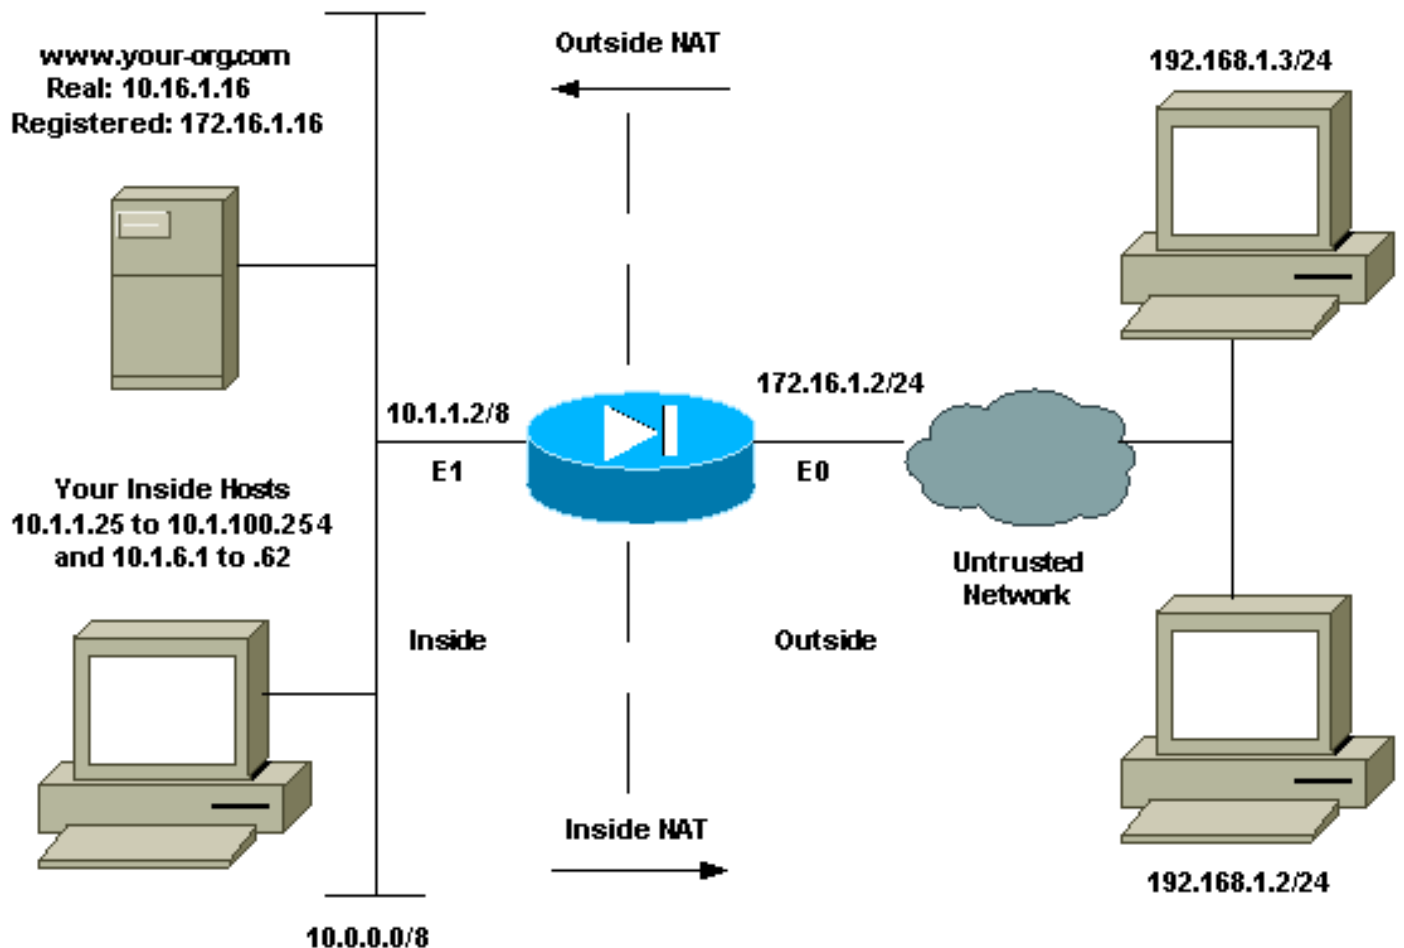 www.your-org.com
Real: 10.16.1.16
Registered: 172.16.1.16
Outside NAT
192.168.1.3/24
10.1.1.2/8
E1
172.16.1.2/24
E0
Your Inside Hosts
10.1.1.25 to 10.1.100.254
and 10.1.6.1 to .62
Untrusted
Network
Inside
Outside
Inside NAT
192.168.1.2/24
10.0.0.0/8